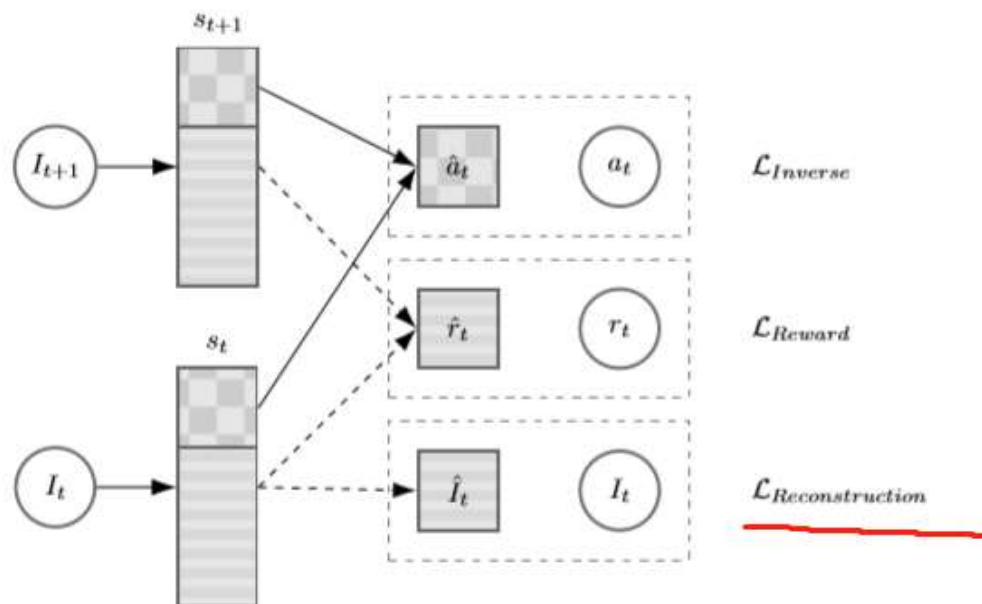 s_{t+1}
I_{t+1}
â_t
a_t
ℒ_{Inverse}
r̂_t
r_t
ℒ_{Reward}
s_t
I_t
Î_t
I_t
ℒ_{Reconstruction}